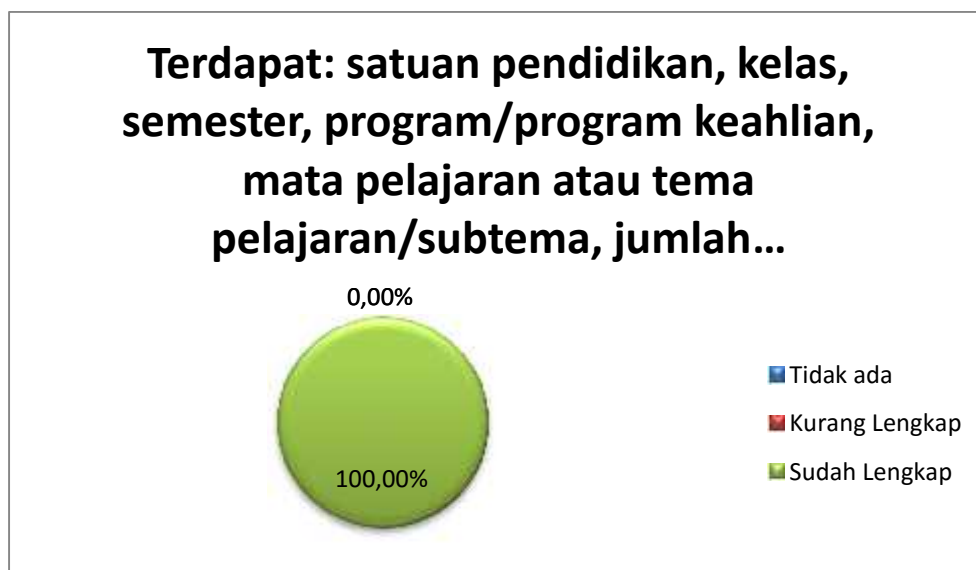 Terdapat: satuan pendidikan, kelas,
semester, program/program keahlian,
mata pelajaran atau tema
pelajaran/subtema, jumlah...
0,00%
100,00%
Tidak ada
Kurang Lengkap
Sudah Lengkap